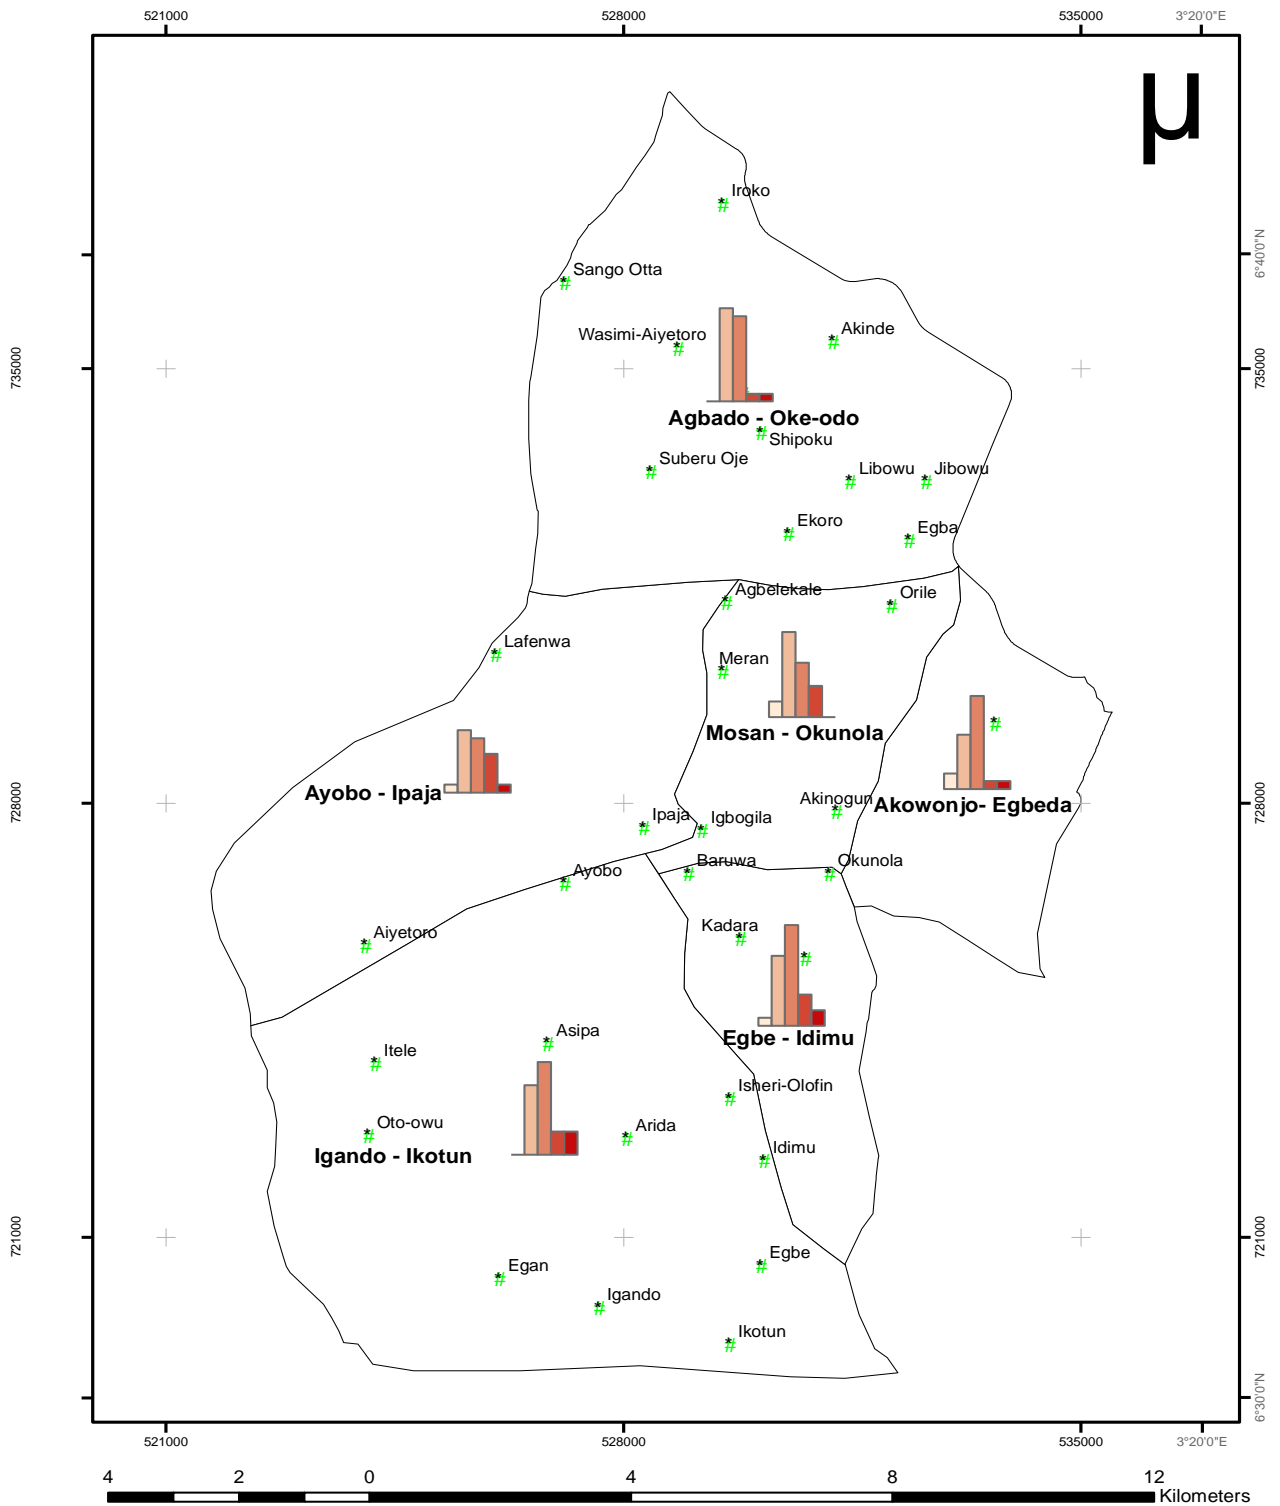 521000 528000 535000 3°20'0"E
µ
Iroko
6°40'0"N
Sango Otta
Wasimi-Aiyetoro
Akinde
735000
735000
Agbado - Oke-odo
Shipoku
Suberu Oje
Libowu
Jibowu
Ekoro
Egba
Agbelekale
Orile
Lafenwa
Meran
Mosan - Okunola
Ayobo - Ipaja
Akinogun
Akowonjo- Egbeda
728000
728000
Ipaja
Igbogila
Ayobo
Baruwa
Okunola
Aiyetoro
Kadara
Asipa
Egbe - Idimu
Itele
Isheri-Olofin
Oto-owu
Arida
Igando - Ikotun
Idimu
721000
721000
Egan
Egbe
Igando
Ikotun
6°30'0"N
521000 528000 535000 3°20'0"E
4 2 0 4 8 12
Kilometers